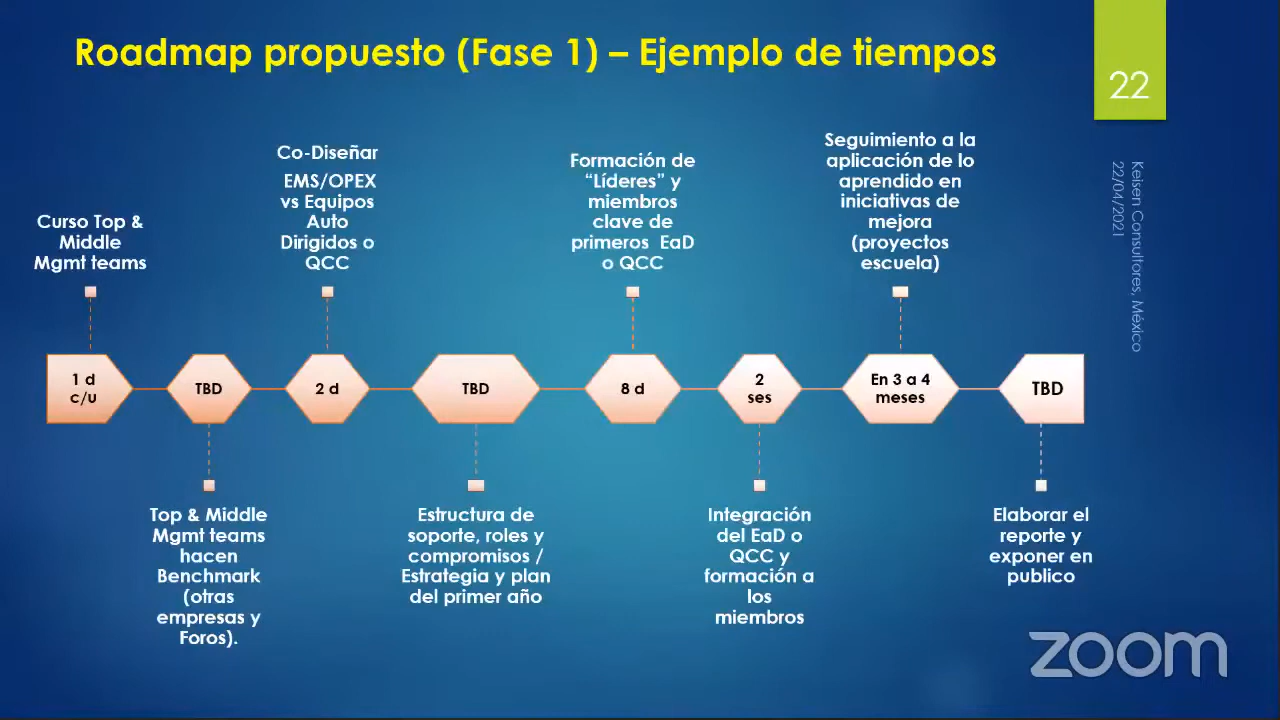 Roadmap propuesto (Fase 1) – Ejemplo de tiempos
22
Keisen Consultores, México
22/04/2021
Curso Top &
Middle
Mgmt teams
Co-Diseñar
EMS/OPEX
vs Equipos
Auto
Dirigidos o
QCC
Formación de
“Líderes” y
miembros
clave de
primeros EaD
o QCC
Seguimiento a la
aplicación de lo
aprendido en
iniciativas de
mejora
(proyectos
escuela)
1 d
c/u
TBD
2 d
TBD
8 d
2
ses
En 3 a 4
meses
TBD
Top & Middle
Mgmt teams
hacen
Benchmark
(otras
empresas y
Foros).
Estructura de
soporte, roles y
compromisos /
Estrategia y plan
del primer año
Integración
del EaD o
QCC y
formación a
los
miembros
Elaborar el
reporte y
exponer en
publico
zoom